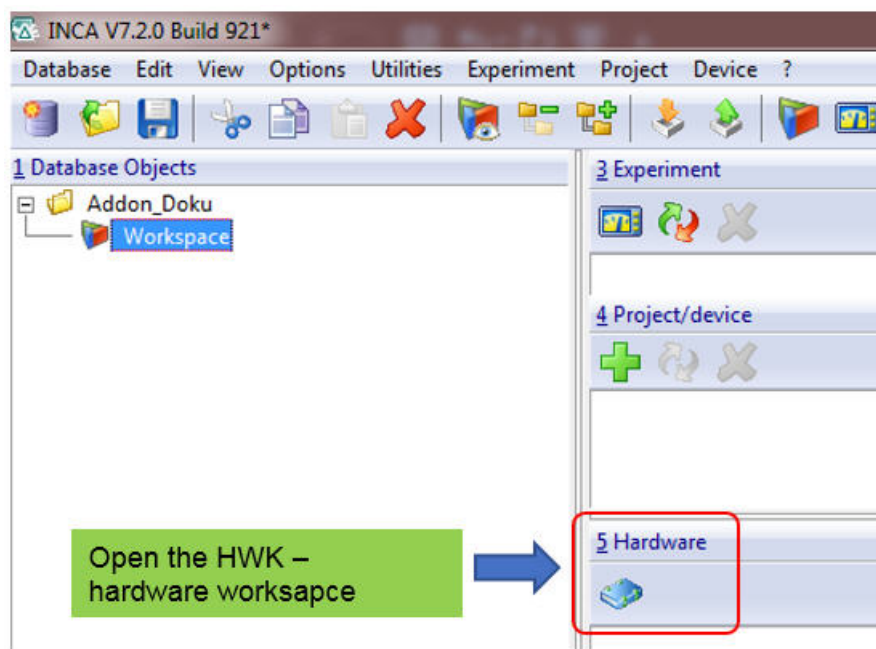 INCA V7.2.0 Build 921*
Database Edit View Options Utilities Experiment Project Device ?
1 Database Objects
Addon_Doku
Workspace
3 Experiment
4 Project/device
5 Hardware
Open the HWK –
hardware worksapce